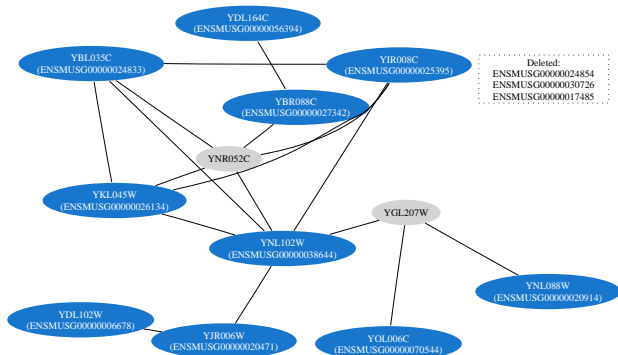 YDL164C
(ENSMUSG00000056394)
YBL035C
(ENSMUSG00000024833)
YIR008C
(ENSMUSG00000025395)
Deleted:
ENSMUSG00000024854
ENSMUSG00000030726
ENSMUSG00000017485
YBR088C
(ENSMUSG00000027342)
YNR052C
YKL045W
(ENSMUSG00000026134)
YGL207W
YNL102W
(ENSMUSG00000038644)
YNL088W
(ENSMUSG00000020914)
YDL102W
(ENSMUSG00000006678)
YJR006W
(ENSMUSG00000020471)
YOL006C
(ENSMUSG00000070544)